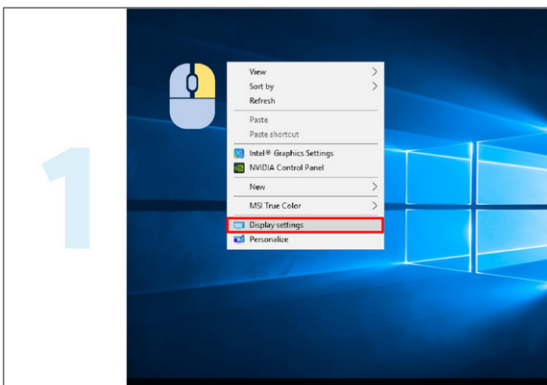 1
View
Sort by
Refresh
Paste
Paste shortcut
Intel® Graphics Settings
NVIDIA Control Panel
New
MSI True Color
Display settings
Personalize